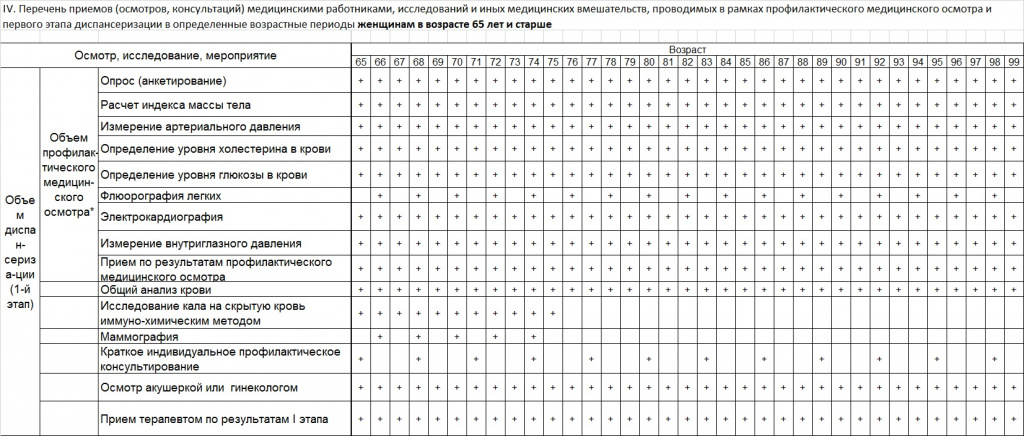 IV. Перечень приемов (осмотров, консультаций) медицинскими работниками, исследований и иных медицинских вмешательств, проводимых в рамках профилактического медицинского осмотра и
первого этапа диспансеризации в определенные возрастные периоды женщинам в возрасте 65 лет и старше
Осмотр, исследование, мероприятие
Возраст
65 66 67 68 69 70 71 72 73 74 75 76 77 78 79 80 81 82 83 84 85 86 87 88 89 90 91 92 93 94 95 96 97 98 99
Объе
м
диспа
н-
сериз
а-ции
(1-й
этап)
Объем
профилак-
тического
медицин-
ского
осмотра*
Опрос (анкетирование) + + + + + + + + + + + + + + + + + + + + + + + + + + + + + + + + + + +
Расчет индекса массы тела + + + + + + + + + + + + + + + + + + + + + + + + + + + + + + + + + + +
Измерение артериального давления + + + + + + + + + + + + + + + + + + + + + + + + + + + + + + + + + + +
Определение уровня холестерина в крови + + + + + + + + + + + + + + + + + + + + + + + + + + + + + + + + + + +
Определение уровня глюкозы в крови + + + + + + + + + + + + + + + + + + + + + + + + + + + + + + + + + + +
Флюорография легких + + + + + + + + + + + + + + + + +
Электрокардиография + + + + + + + + + + + + + + + + + + + + + + + + + + + + + + + + + + +
Измерение внутриглазного давления + + + + + + + + + + + + + + + + + + + + + + + + + + + + + + + + + + +
Прием по результатам профилактического
медицинского осмотра + + + + + + + + + + + + + + + + + + + + + + + + + + + + + + + + + + +
Общий анализ крови + + + + + + + + + + + + + + + + + + + + + + + + + + + + + + + + + + +
Исследование кала на скрытую кровь
иммуно-химическим методом + + + + + + + + + + +
Маммография + + + + +
Краткое индивидуальное профилактическое
консультирование + + + + + + + + + + + +
Осмотр акушеркой или гинекологом + + + + + + + + + + + + + + + + + + + + + + + + + + + + + + + + + + +
Прием терапевтом по результатам I этапа + + + + + + + + + + + + + + + + + + + + + + + + + + + + + + + + + + +